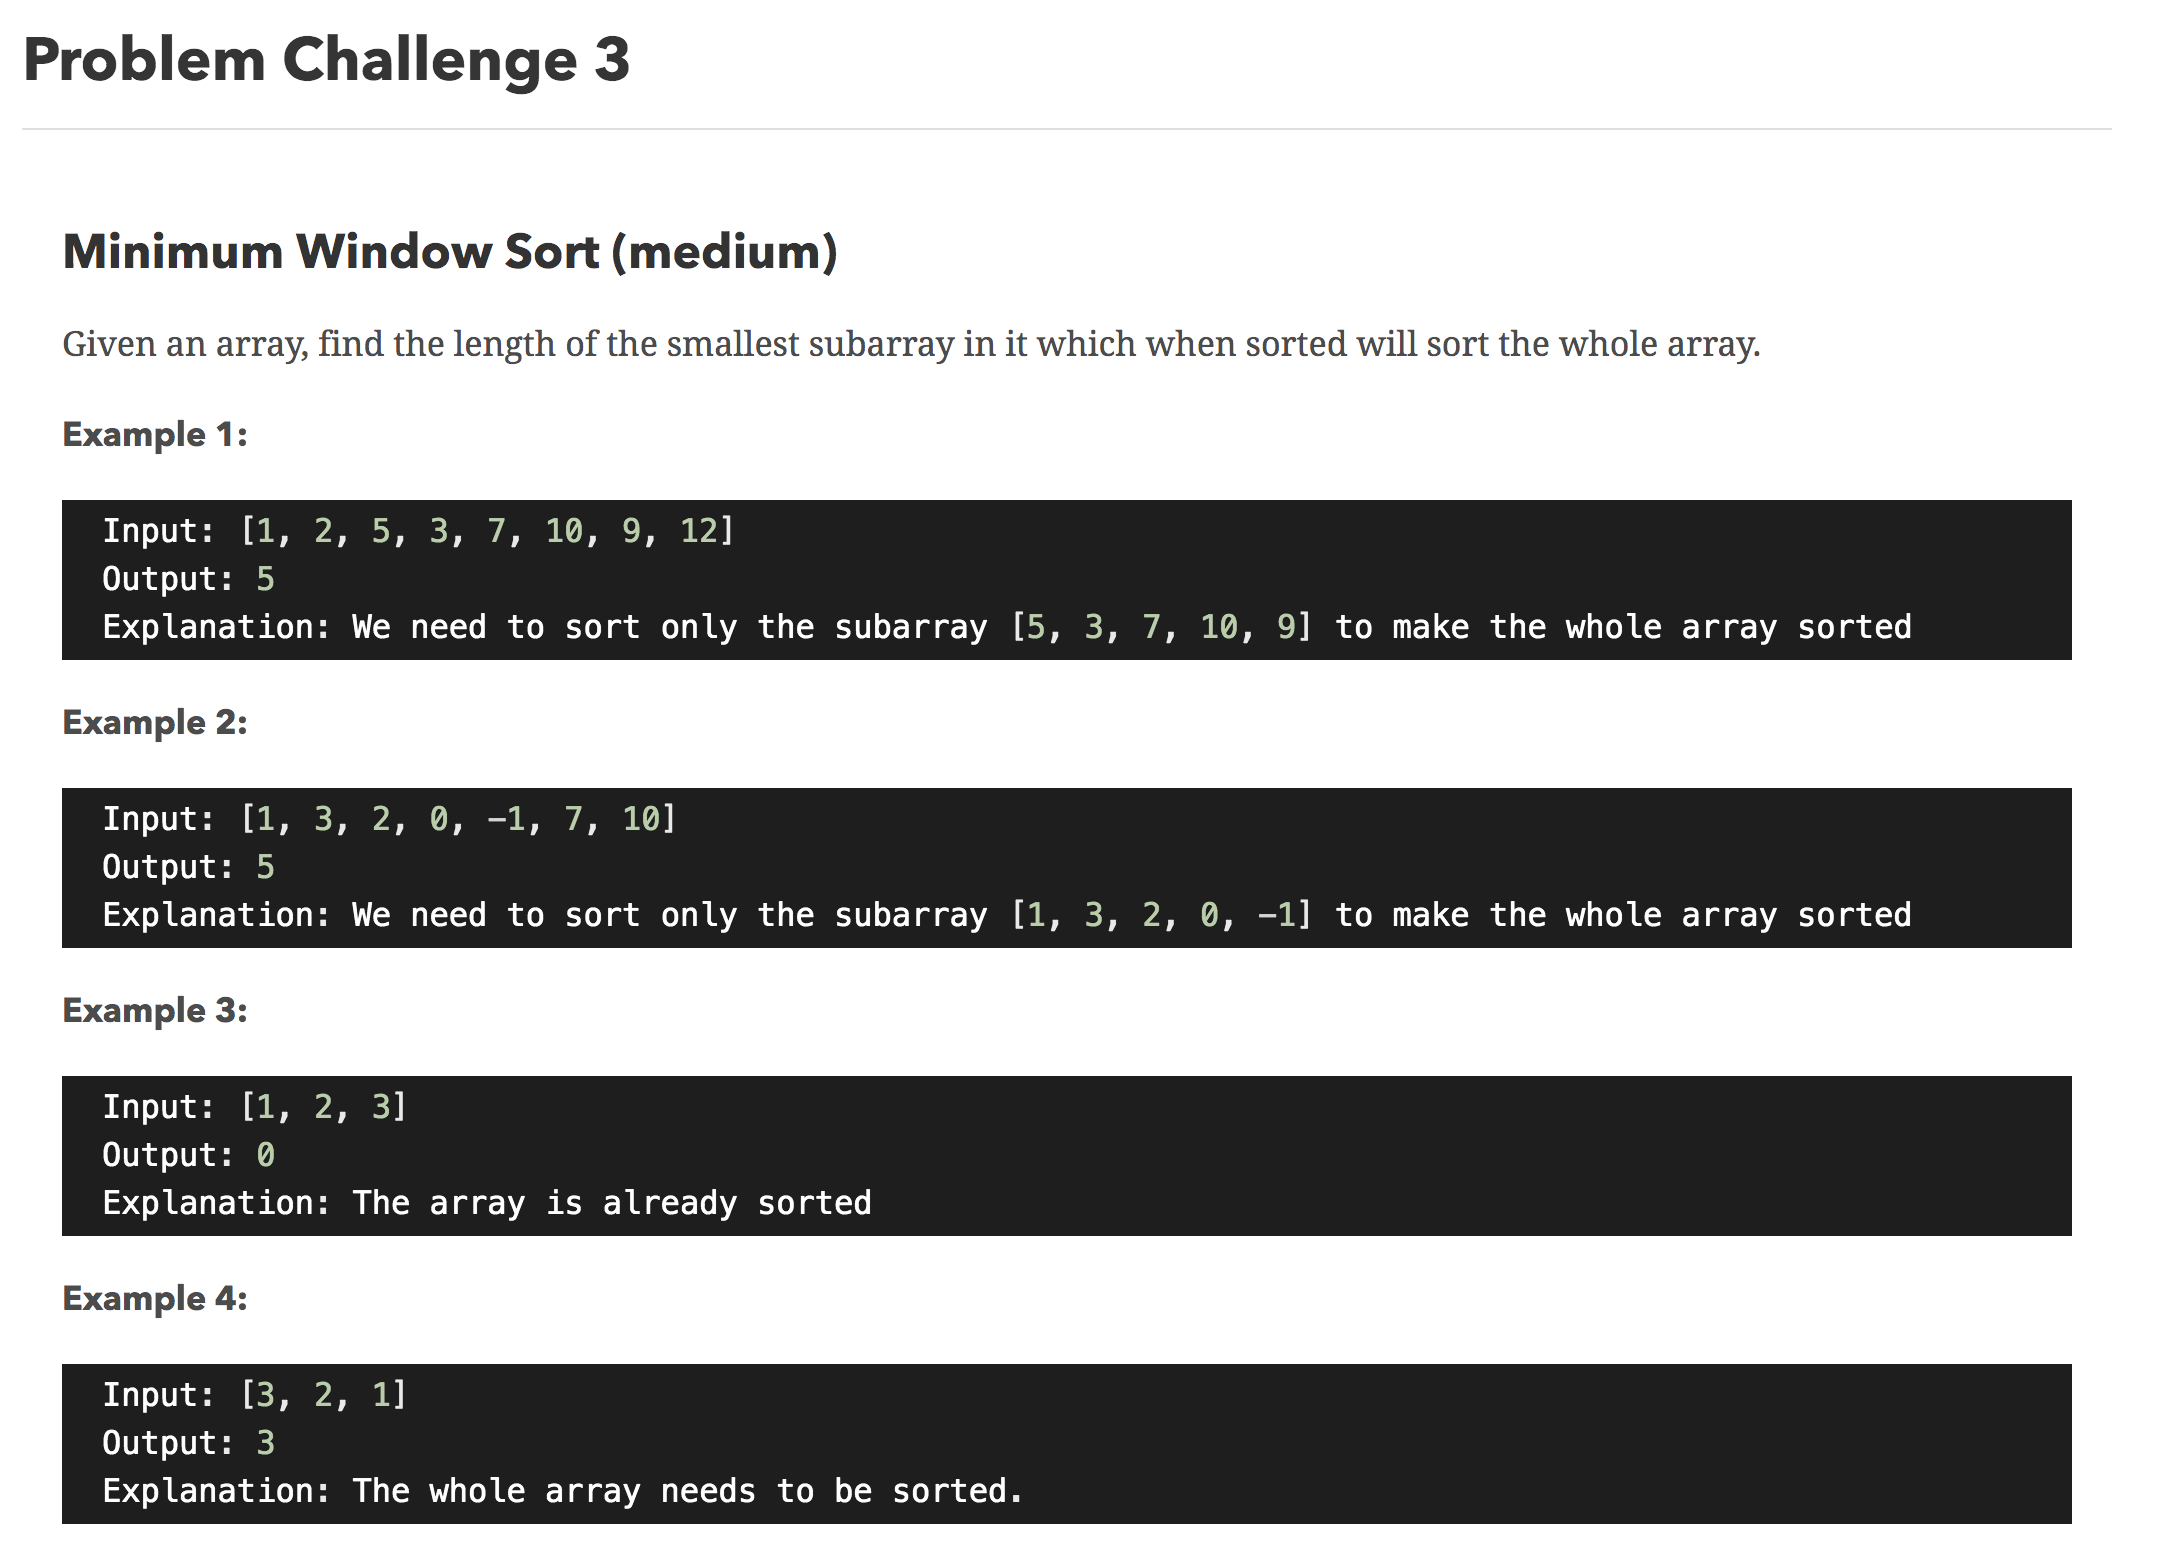 Problem Challenge 3
Minimum Window Sort (medium)
Given an array, find the length of the smallest subarray in it which when sorted will sort the whole array.
Example 1:
Input: [1, 2, 5, 3, 7, 10, 9, 12]
Output: 5
Explanation: We need to sort only the subarray [5, 3, 7, 10, 9] to make the whole array sorted
Example 2:
Input: [1, 3, 2, 0, −1, 7, 10]
Output: 5
Explanation: We need to sort only the subarray [1, 3, 2, 0, −1] to make the whole array sorted
Example 3:
Input: [1, 2, 3]
Output: 0
Explanation: The array is already sorted
Example 4:
Input: [3, 2, 1]
Output: 3
Explanation: The whole array needs to be sorted.